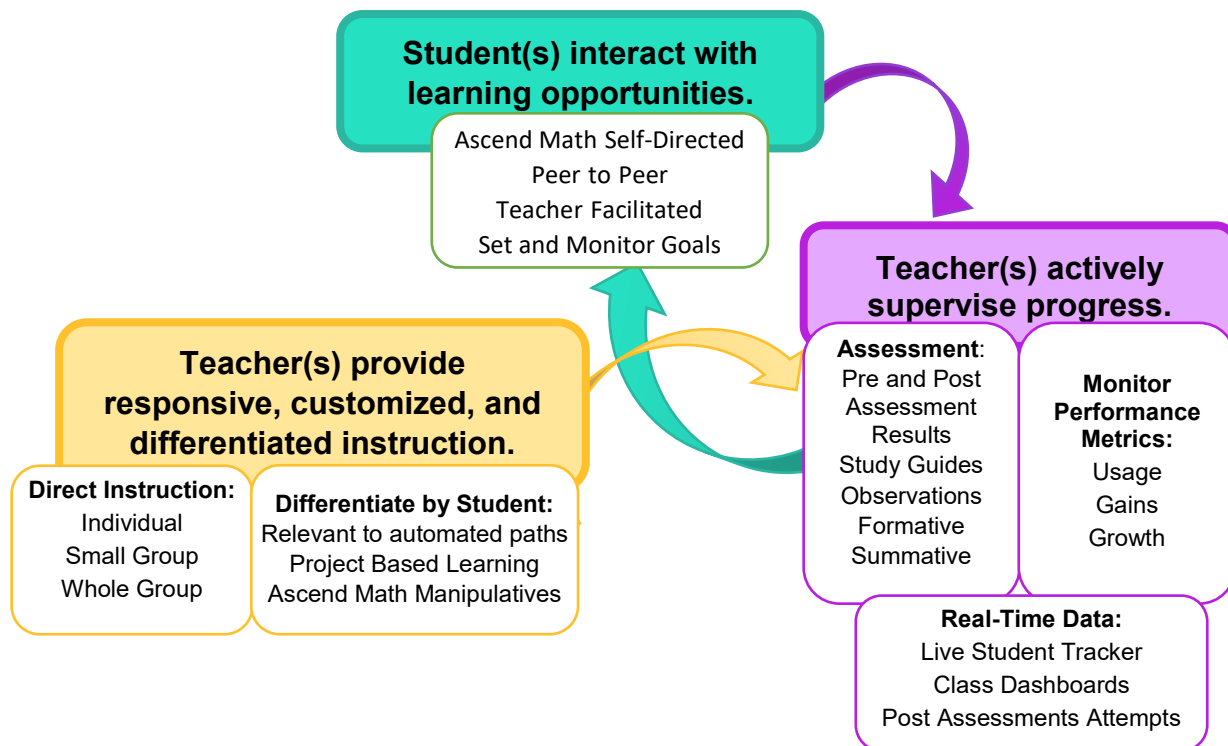 Student(s) interact with
learning opportunities.
Ascend Math Self-Directed
Peer to Peer
Teacher Facilitated
Set and Monitor Goals
Teacher(s) actively
supervise progress.
Assessment:
Pre and Post
Assessment
Results
Study Guides
Observations
Formative
Summative
Monitor
Performance
Metrics:
Usage
Gains
Growth
Real-Time Data:
Live Student Tracker
Class Dashboards
Post Assessments Attempts
Teacher(s) provide
responsive, customized, and
differentiated instruction.
Direct Instruction:
Individual
Small Group
Whole Group
Differentiate by Student:
Relevant to automated paths
Project Based Learning
Ascend Math Manipulatives